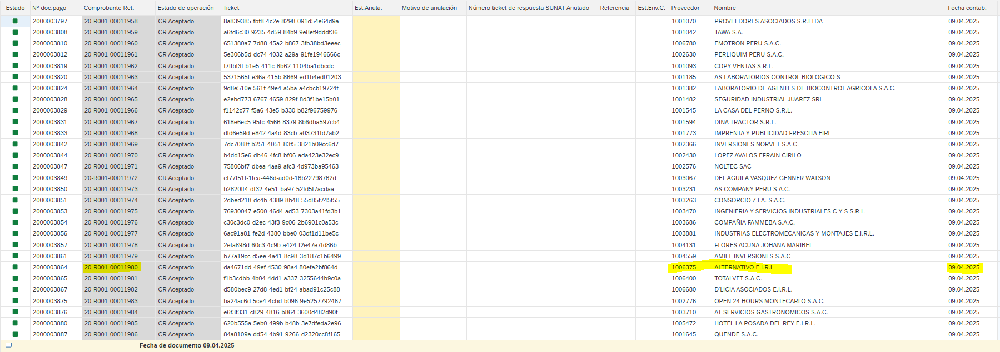 Estado Nº doc.pago Comprobante Ret. Estado de operación Ticket Est.Anula. Motivo de anulación Número ticket de respuesta SUNAT Anulado Referencia Est.Env.C. Proveedor Nombre Fecha contab.
2000003797 20-R001-00011958 CR Aceptado 8a839385-fbf8-4c2e-8298-091d54e64d9a 1001070 PROVEEDORES ASOCIADOS S.R.LTDA 09.04.2025
2000003808 20-R001-00011959 CR Aceptado a6fd6c30-9235-4d59-84b9-9e8ef9dddf36 1001042 TAWA S.A. 09.04.2025
2000003810 20-R001-00011960 CR Aceptado 651380a7-7d88-45a2-b867-3fb38bd3eeec 1006780 EMOTRON PERU S.A.C. 09.04.2025
2000003812 20-R001-00011961 CR Aceptado 5e306b5d-dc74-4032-a29a-91fe1946666c 1002630 PERLIQUIM PERU S.A.C. 09.04.2025
2000003819 20-R001-00011962 CR Aceptado f7ffbf3f-b1e5-411c-8b62-1104ba1dbcdc 1001093 COPY VENTAS S.R.L. 09.04.2025
2000003820 20-R001-00011963 CR Aceptado 5371565f-e36a-415b-8669-ed1b4ed01203 1001185 AS LABORATORIOS CONTROL BIOLOGICO S 09.04.2025
2000003824 20-R001-00011964 CR Aceptado 9d8e510e-561f-49e4-a5ba-a4cbcb19724f 1001382 LABORATORIO DE AGENTES DE BIOCONTROL AGRICOLA S.A.C. 09.04.2025
2000003828 20-R001-00011965 CR Aceptado e2ebd773-6767-4659-829f-8d3f1be15b01 1001482 SEGURIDAD INDUSTRIAL JUAREZ SRL 09.04.2025
2000003829 20-R001-00011966 CR Aceptado f1142c77-f5a6-43e5-b330-b82f96759976 1001545 LA CASA DEL PERNO S.R.L. 09.04.2025
2000003831 20-R001-00011967 CR Aceptado 618e6ec5-95fc-4566-8379-8b6dba597cb4 1001594 DINA TRACTOR S.R.L. 09.04.2025
2000003833 20-R001-00011968 CR Aceptado dfd6e59d-e842-4a4d-83cb-a03731fd7ab2 1001773 IMPRENTA Y PUBLICIDAD FRESCITA EIRL 09.04.2025
2000003842 20-R001-00011969 CR Aceptado 7dc7088f-b251-4051-83f5-3821b09cc6d7 1002366 INVERSIONES NORVET S.A.C. 09.04.2025
2000003844 20-R001-00011970 CR Aceptado b4dd15e6-db46-4fc8-bf06-ada423e32ec9 1002430 LOPEZ AVALOS EFRAIN CIRILO 09.04.2025
2000003847 20-R001-00011971 CR Aceptado 75806bf7-dbea-4aa9-afc3-4d973ba95463 1002576 NOLTEC SAC 09.04.2025
2000003849 20-R001-00011972 CR Aceptado ef77f51f-1fea-446d-ad0d-16b22798762d 1003067 DEL AGUILA VASQUEZ GENNER WATSON 09.04.2025
2000003850 20-R001-00011973 CR Aceptado b2820ff4-df32-4e51-ba97-52fd5f7acdaa 1003231 AS COMPANY PERU S.A.C. 09.04.2025
2000003851 20-R001-00011974 CR Aceptado 2dbed218-dc4b-4389-8b48-55d85f745f55 1003263 CONSORCIO Z.I.A. S.A.C. 09.04.2025
2000003853 20-R001-00011975 CR Aceptado 76930047-e500-46d4-ad53-7303a41fd3b1 1003470 INGENIERIA Y SERVICIOS INDUSTRIALES C Y S S.R.L. 09.04.2025
2000003854 20-R001-00011976 CR Aceptado c30c3dc0-d2ec-43f3-9c06-2b6901c0a53c 1003686 COMPAÑIA FAMMEBA S.A.C. 09.04.2025
2000003856 20-R001-00011977 CR Aceptado 6ac91a81-fe2d-4380-bbe0-03df1d11be5c 1003881 INDUSTRIAS ELECTROMECANICAS Y MONTAJES E.I.R.L. 09.04.2025
2000003857 20-R001-00011978 CR Aceptado 2efa898d-60c3-4c9b-a424-f2e47e7fd86b 1004131 FLORES ACUÑA JOHANA MARIBEL 09.04.2025
2000003861 20-R001-00011979 CR Aceptado b77a19cc-d5ee-4a41-8c98-3d187c1b6499 1004559 AMIEL INVERSIONES S.A.C 09.04.2025
2000003864 20-R001-00011980 CR Aceptado da4671dd-49ef-4530-98a4-80efa2bf864d 1006375 ALTERNATIVO E.I.R.L 09.04.2025
2000003865 20-R001-00011981 CR Aceptado f1b3cdbb-4b04-4dd1-a337-3255644b9c0a 1006400 TOTALVET S.A.C. 09.04.2025
2000003867 20-R001-00011982 CR Aceptado d580bec9-27d8-4ed1-bf24-abad91c25c88 1006680 D'LICIA ASOCIADOS E.I.R.L. 09.04.2025
2000003875 20-R001-00011983 CR Aceptado ba24ac6d-5ce4-4cbd-b096-9e5257792467 1002776 OPEN 24 HOURS MONTECARLO S.A.C. 09.04.2025
2000003876 20-R001-00011984 CR Aceptado e6f3f331-c829-4816-b864-3600d482d90f 1003710 AT SERVICIOS GASTRONOMICOS S.A.C. 09.04.2025
2000003880 20-R001-00011985 CR Aceptado 620b555a-5eb0-499b-b48b-3e7dfeda2e96 1005472 HOTEL LA POSADA DEL REY E.I.R.L. 09.04.2025
2000003887 20-R001-00011986 CR Aceptado 84a8109a-dd54-4b91-9266-d2320cc8f165 1001645 QUENDE S.A.C. 09.04.2025
Fecha de documento 09.04.2025